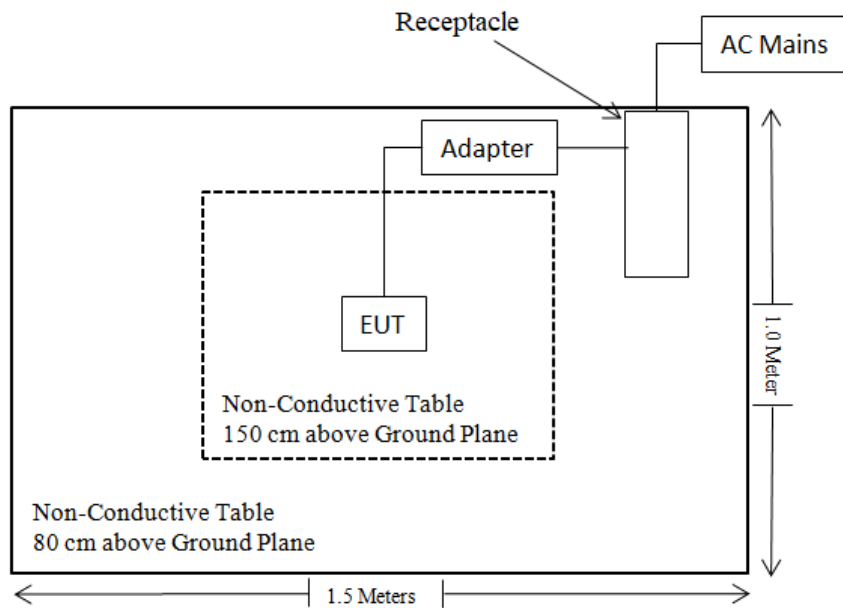 Receptacle
AC Mains
Adapter
EUT
Non-Conductive Table
150 cm above Ground Plane
1.0 Meter
Non-Conductive Table
80 cm above Ground Plane
1.5 Meters